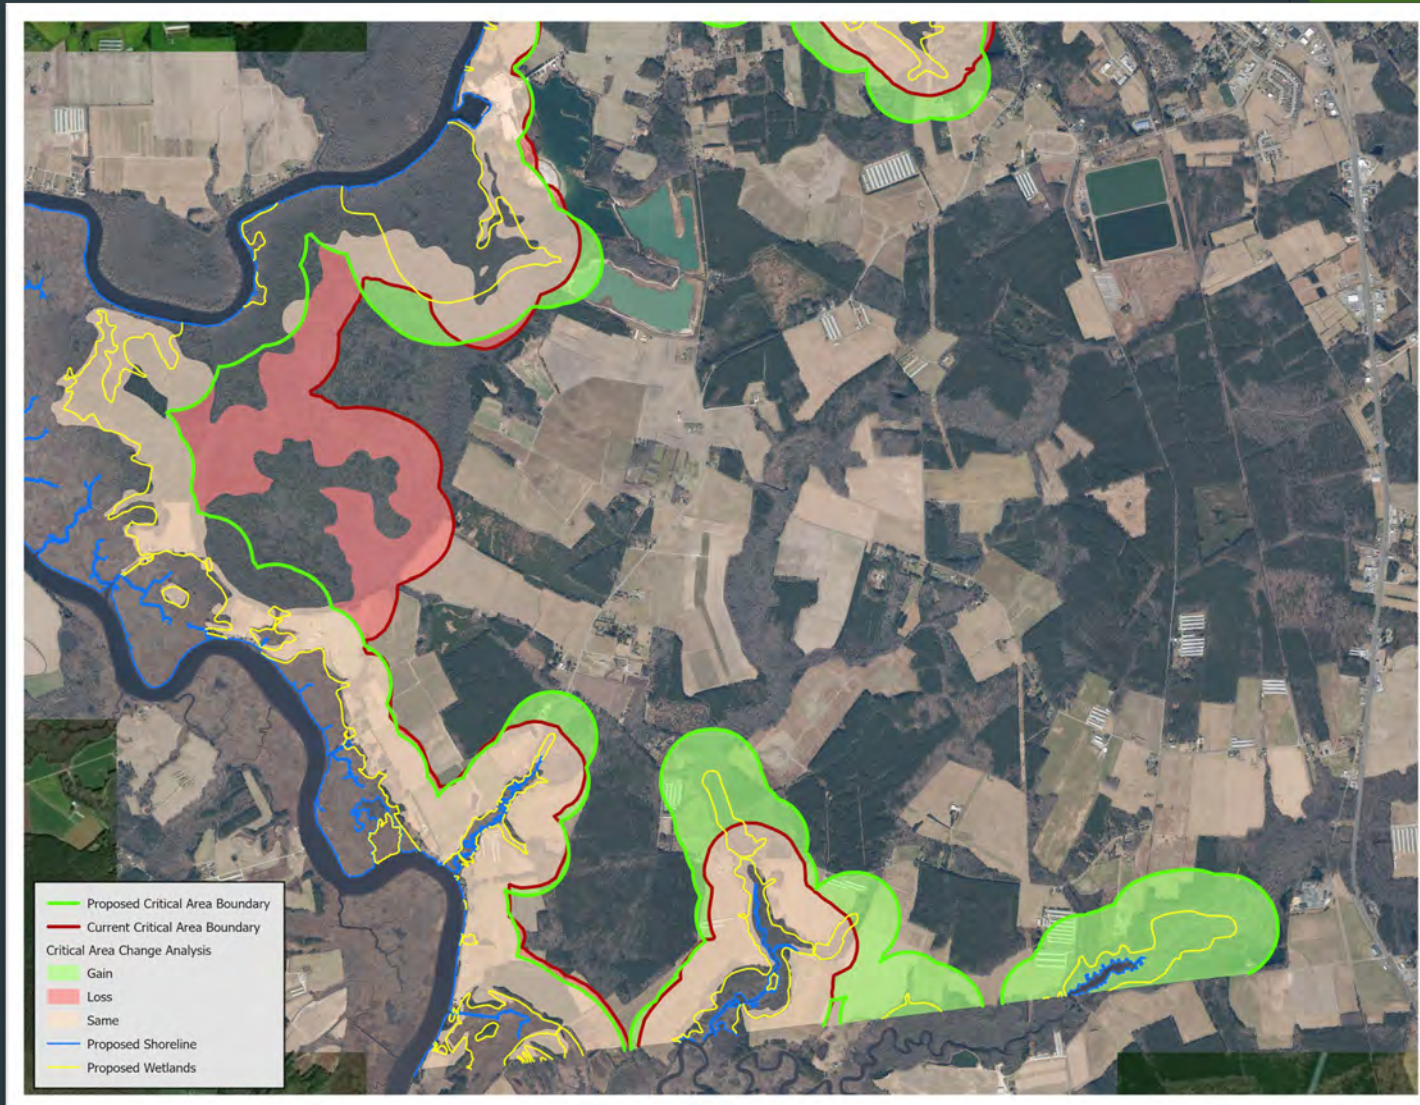 Proposed Critical Area Boundary
Current Critical Area Boundary
Critical Area Change Analysis
Gain
Loss
Same
Proposed Shoreline
Proposed Wetlands